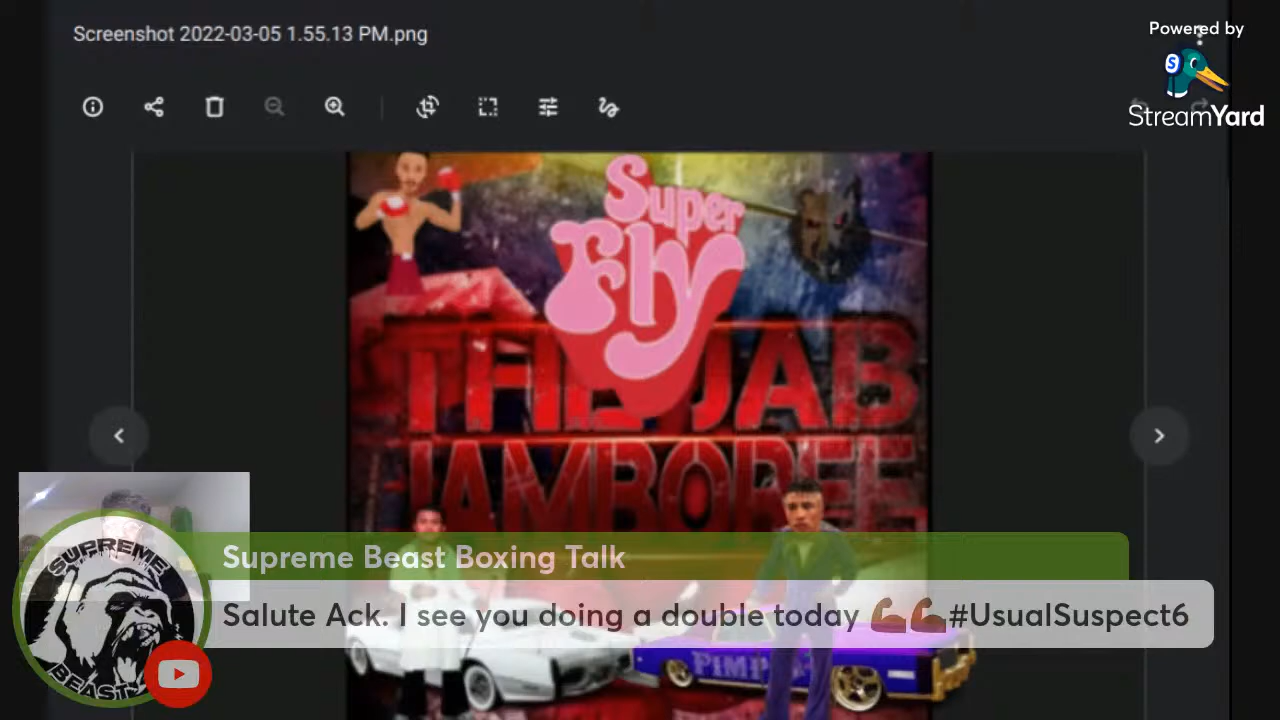 Screenshot 2022-03-05 1.55.13 PM.png
Powered by
StreamYard
S
Super
Fly
THE JAB
JAMBOREE
Supreme Beast Boxing Talk
Salute Ack. I see you doing a double today 💪🏾💪🏾#UsualSuspect6
SUPREME
BEAST